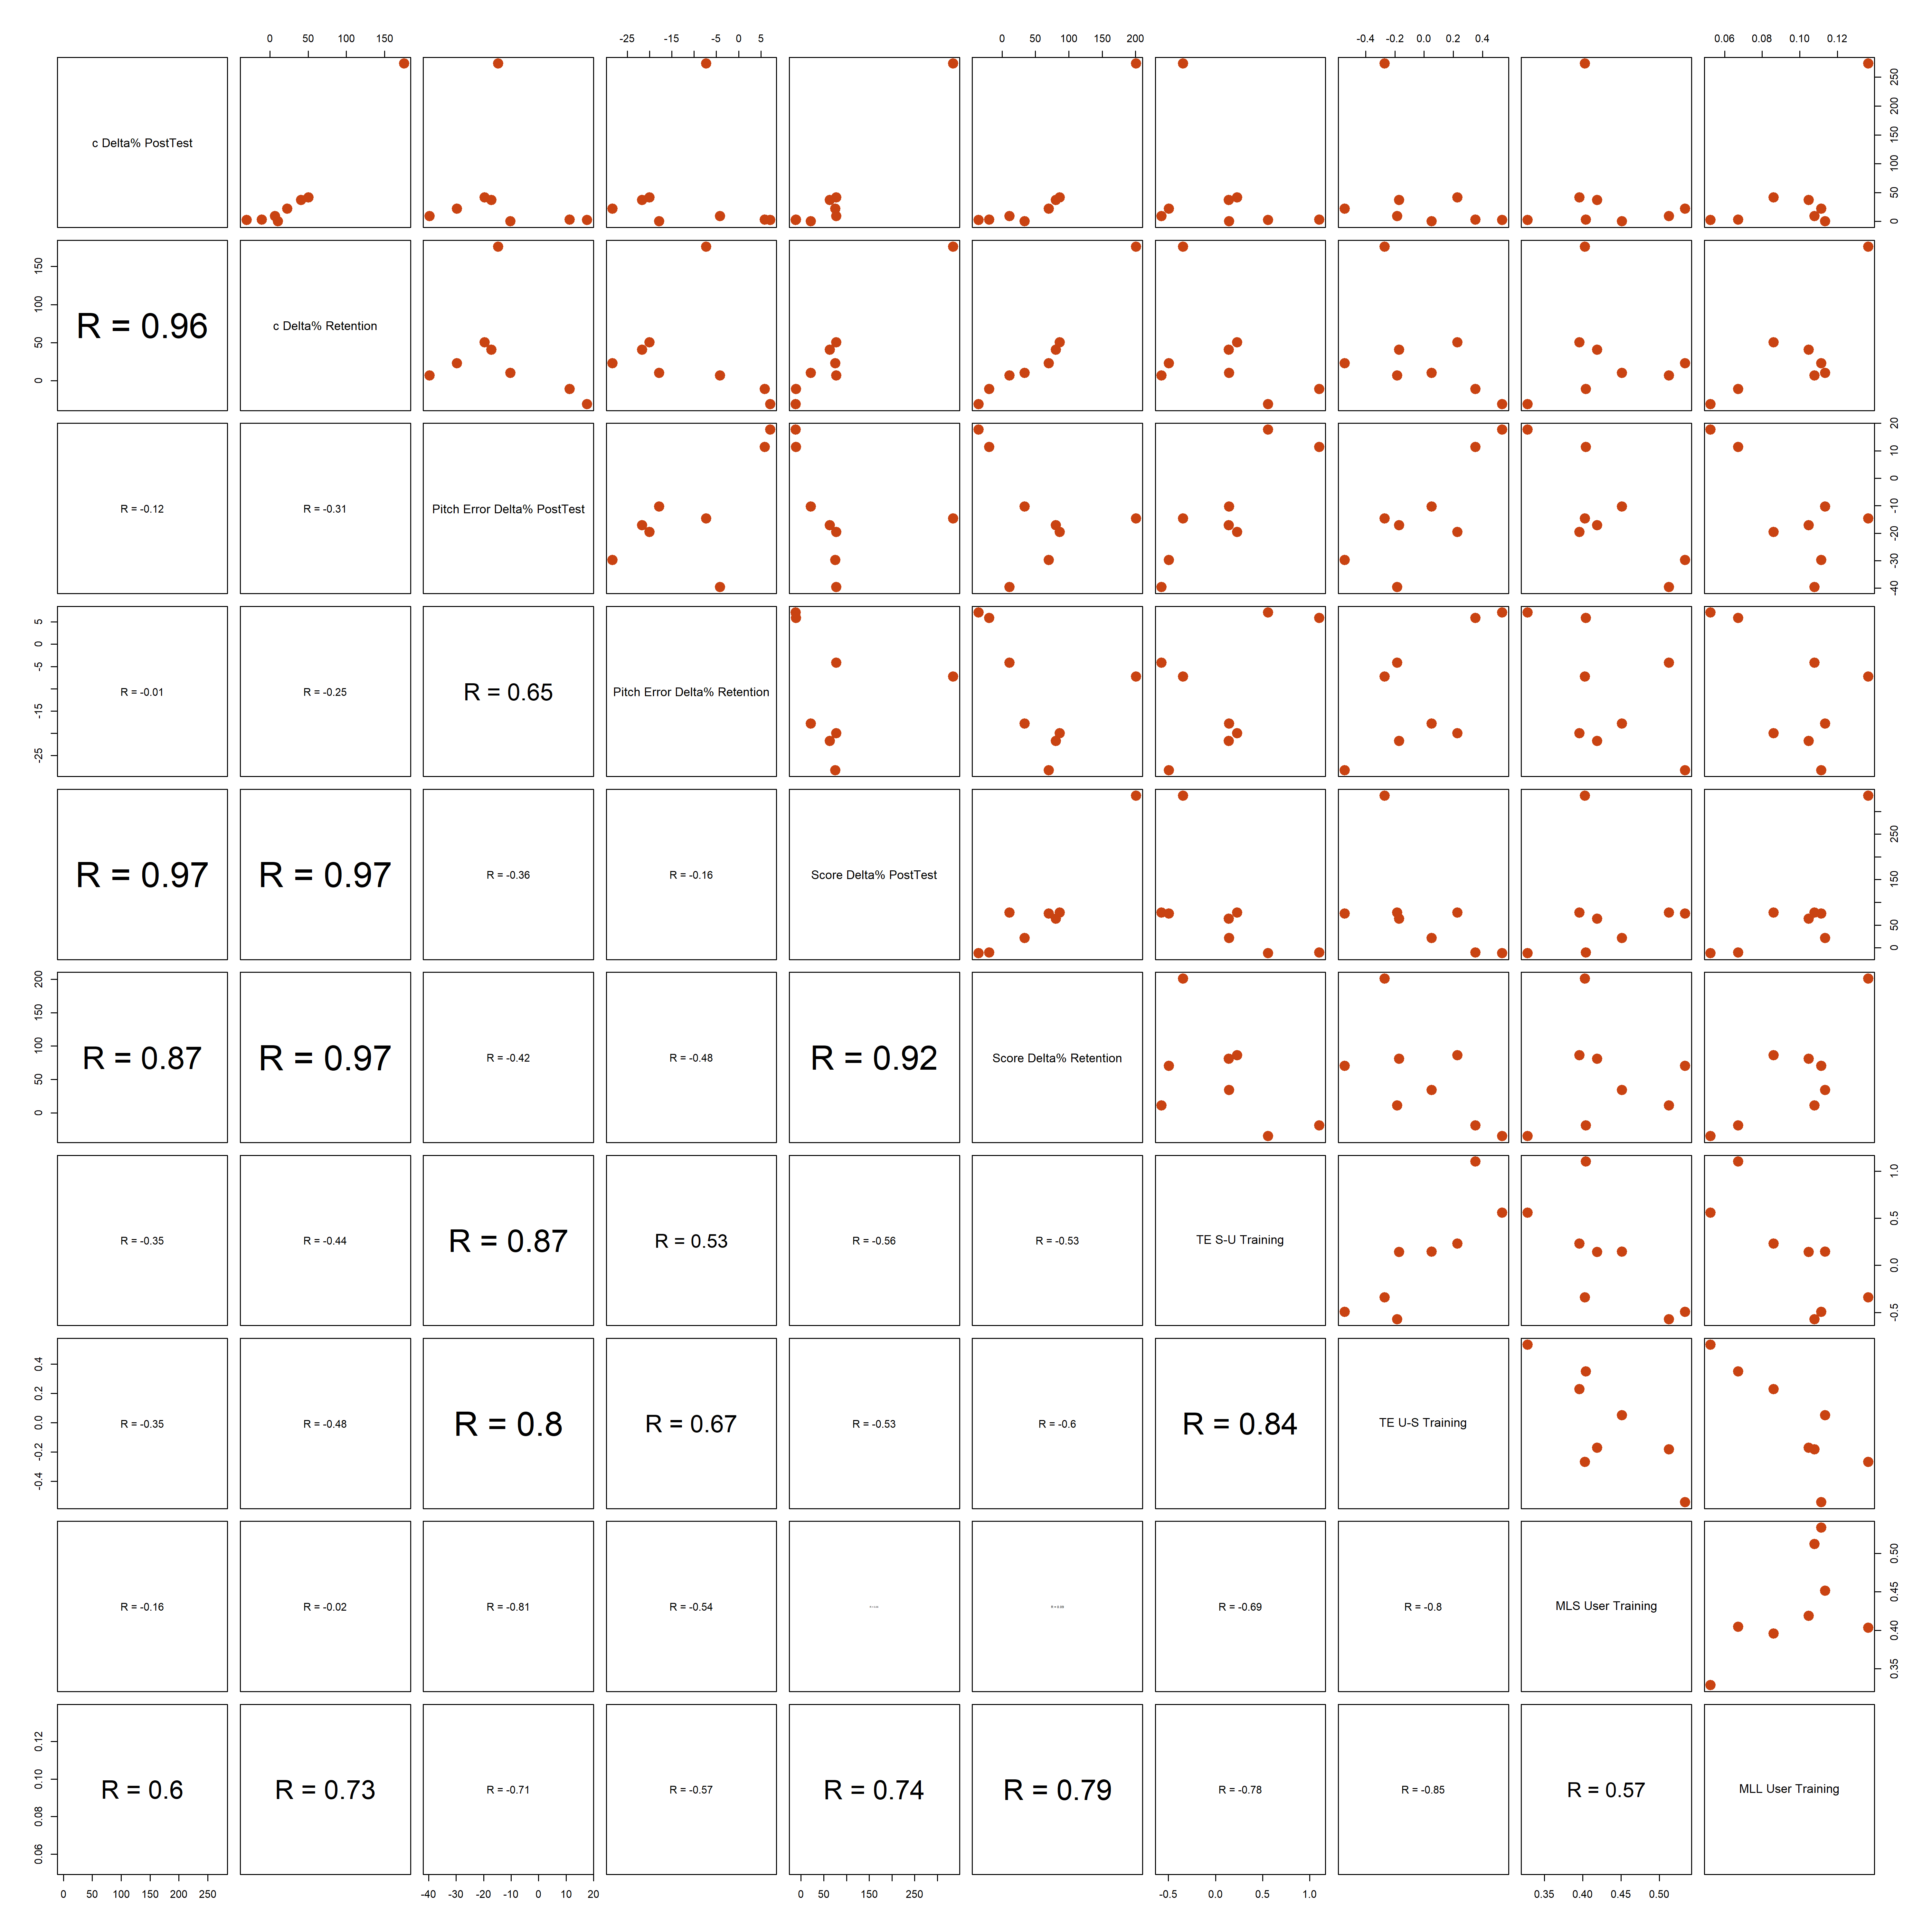 0 50 150
-25 -15 -5 0 5
0 50 100 150 200
-0.4 -0.2 0.0 0.2 0.4
0.06 0.08 0.10 0.12
c Delta% PostTest
0 50 100 150 200 250
0 50 100 150
R = 0.96
c Delta% Retention
R = -0.12
R = -0.31
Pitch Error Delta% PostTest
-40 -30 -20 -10 0 10 20
-25 -15 -5 0 5
R = -0.01
R = -0.25
R = 0.65
Pitch Error Delta% Retention
R = 0.97
R = 0.97
R = -0.36
R = -0.16
Score Delta% PostTest
0 50 150 250
0 50 100 150 200
R = 0.87
R = 0.97
R = -0.42
R = -0.48
R = 0.92
Score Delta% Retention
R = -0.35
R = -0.44
R = 0.87
R = 0.53
R = -0.56
R = -0.53
TE S-U Training
-0.5 0.0 0.5 1.0
-0.4 -0.2 0.0 0.2 0.4
R = -0.35
R = -0.48
R = 0.8
R = 0.67
R = -0.53
R = -0.6
R = 0.84
TE U-S Training
R = -0.16
R = -0.02
R = -0.81
R = -0.54
R = -0.69
R = -0.8
MLS User Training
0.35 0.40 0.45 0.50
0.06 0.08 0.10 0.12
R = 0.6
R = 0.73
R = -0.71
R = -0.57
R = 0.74
R = 0.79
R = -0.78
R = -0.85
R = 0.57
MLL User Training
0 50 100 150 200 250
-40 -30 -20 -10 0 10 20
0 50 150 250
-0.5 0.0 0.5 1.0
0.35 0.40 0.45 0.50